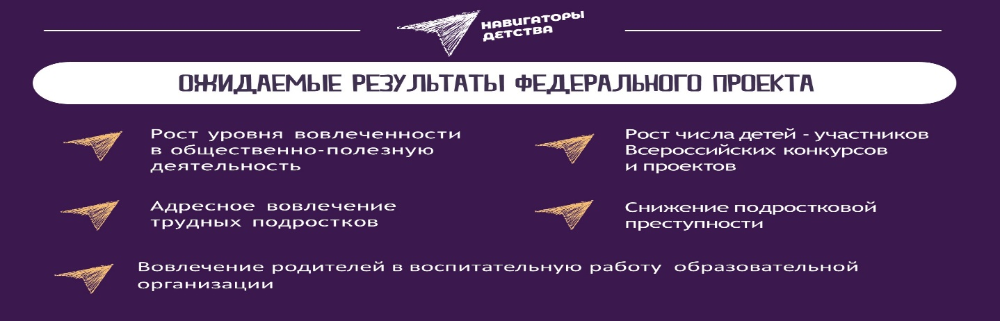 НАВИГАТОРЫ
ДЕТСТВА
ОЖИДАЕМЫЕ РЕЗУЛЬТАТЫ ФЕДЕРАЛЬНОГО ПРОЕКТА
Рост уровня вовлеченности
в общественно-полезную
деятельность
Рост числа детей - участников
Всероссийских конкурсов
и проектов
Адресное вовлечение
трудных подростков
Снижение подростковой
преступности
Вовлечение родителей в воспитательную работу образовательной
организации